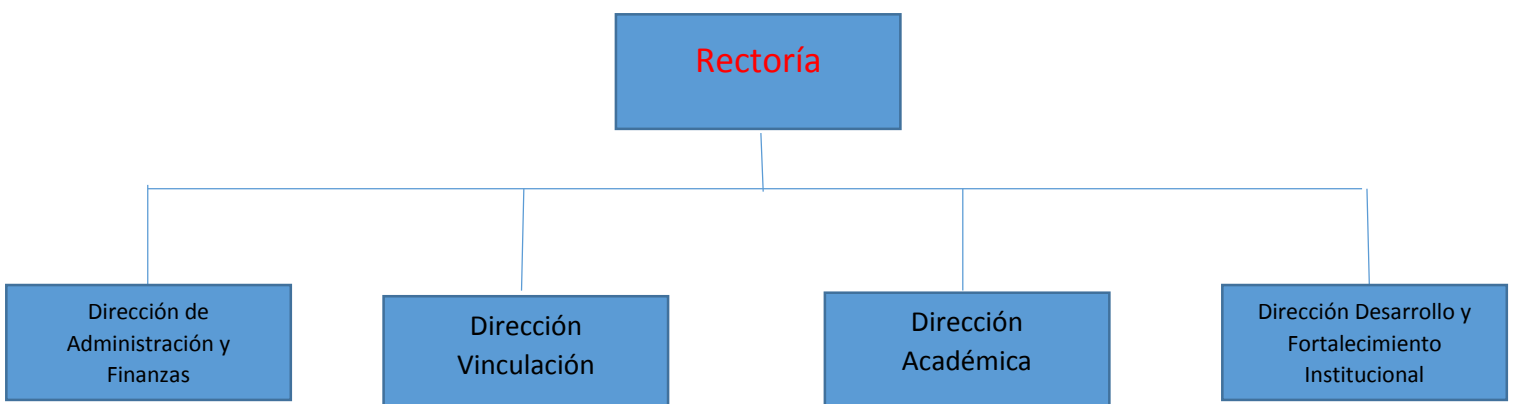 Rectoría
Dirección de
Administración y
Finanzas
Dirección
Vinculación
Dirección
Académica
Dirección Desarrollo y
Fortalecimiento
Institucional